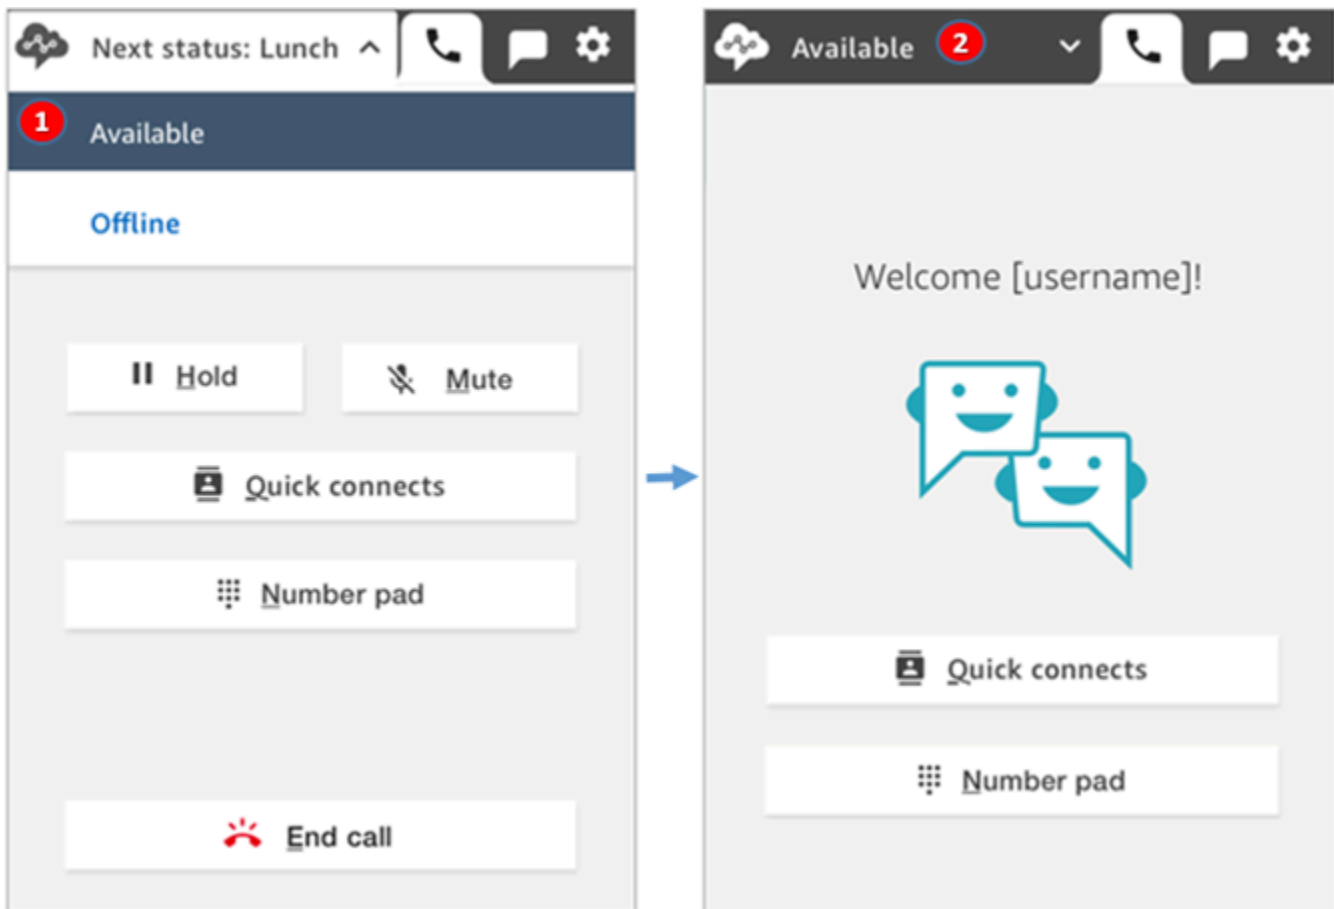 Next status: Lunch
1 Available
Offline
Hold
Mute
Quick connects
Number pad
End call
Available 2
Welcome [username]!
Quick connects
Number pad